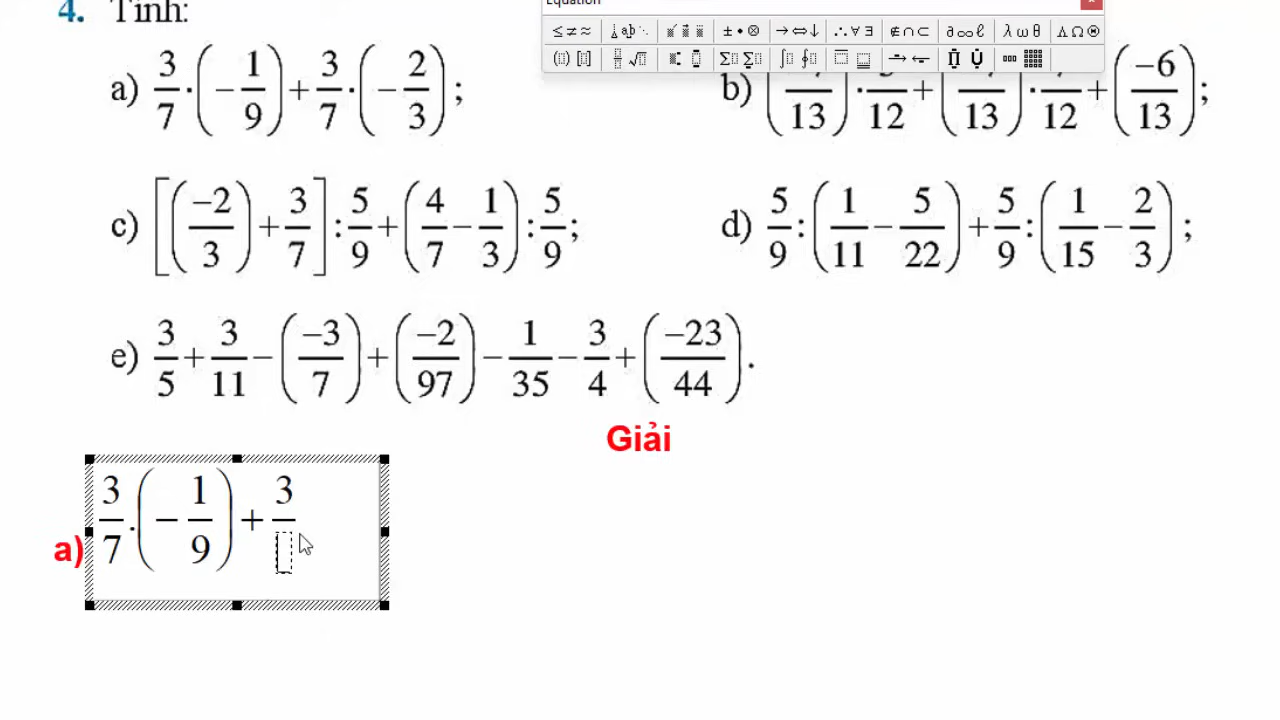 Equation
4. Tính:
a) 3/7 · (− 1/9) + 3/7 · (− 2/3) ;
b) ( /13) · /12 + ( /13) · /12 + (−6/13) ;
c) [(−2/3) + 3/7] : 5/9 + (4/7 − 1/3) : 5/9 ;
d) 5/9 : (1/11 − 5/22) + 5/9 : (1/15 − 2/3) ;
e) 3/5 + 3/11 − (−3/7) + (−2/97) − 1/35 − 3/4 + (−23/44) .
Giải
a) 3/7 . (− 1/9) + 3/